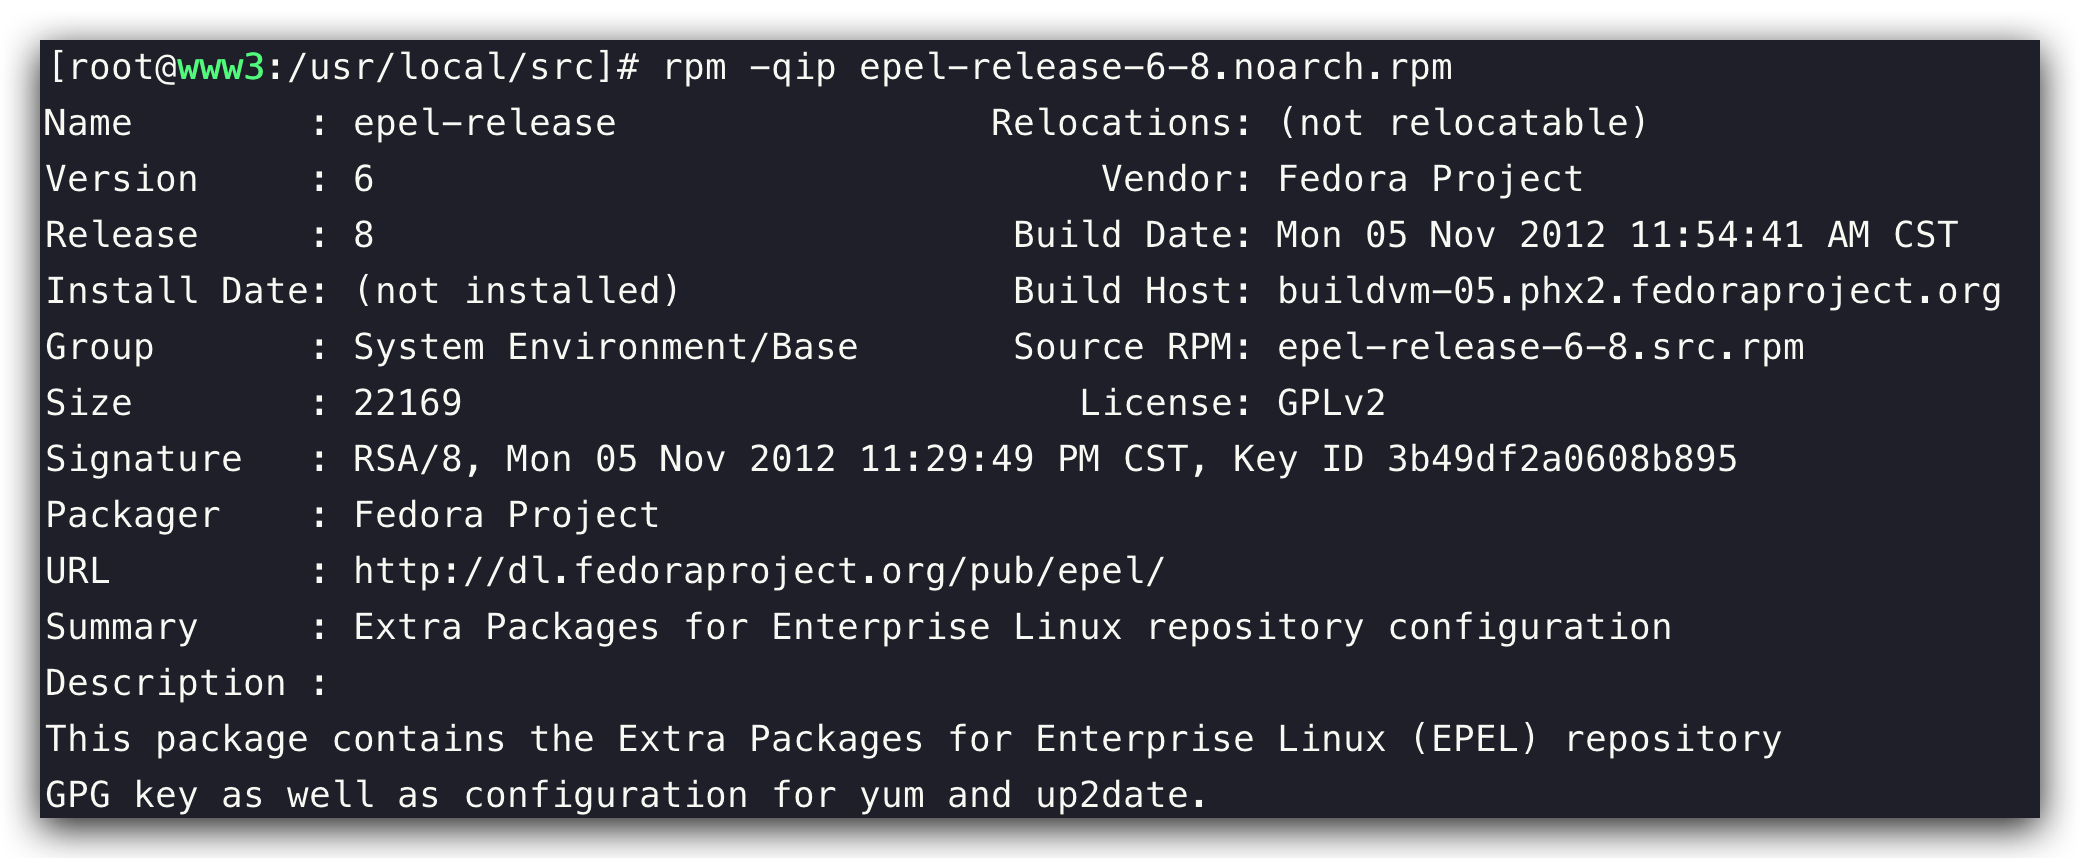 [root@www3:/usr/local/src]# rpm -qip epel-release-6-8.noarch.rpm
Name        : epel-release                 Relocations: (not relocatable)
Version     : 6                                 Vendor: Fedora Project
Release     : 8                             Build Date: Mon 05 Nov 2012 11:54:41 AM CST
Install Date: (not installed)               Build Host: buildvm-05.phx2.fedoraproject.org
Group       : System Environment/Base       Source RPM: epel-release-6-8.src.rpm
Size        : 22169                            License: GPLv2
Signature   : RSA/8, Mon 05 Nov 2012 11:29:49 PM CST, Key ID 3b49df2a0608b895
Packager    : Fedora Project
URL         : http://dl.fedoraproject.org/pub/epel/
Summary     : Extra Packages for Enterprise Linux repository configuration
Description :
This package contains the Extra Packages for Enterprise Linux (EPEL) repository
GPG key as well as configuration for yum and up2date.